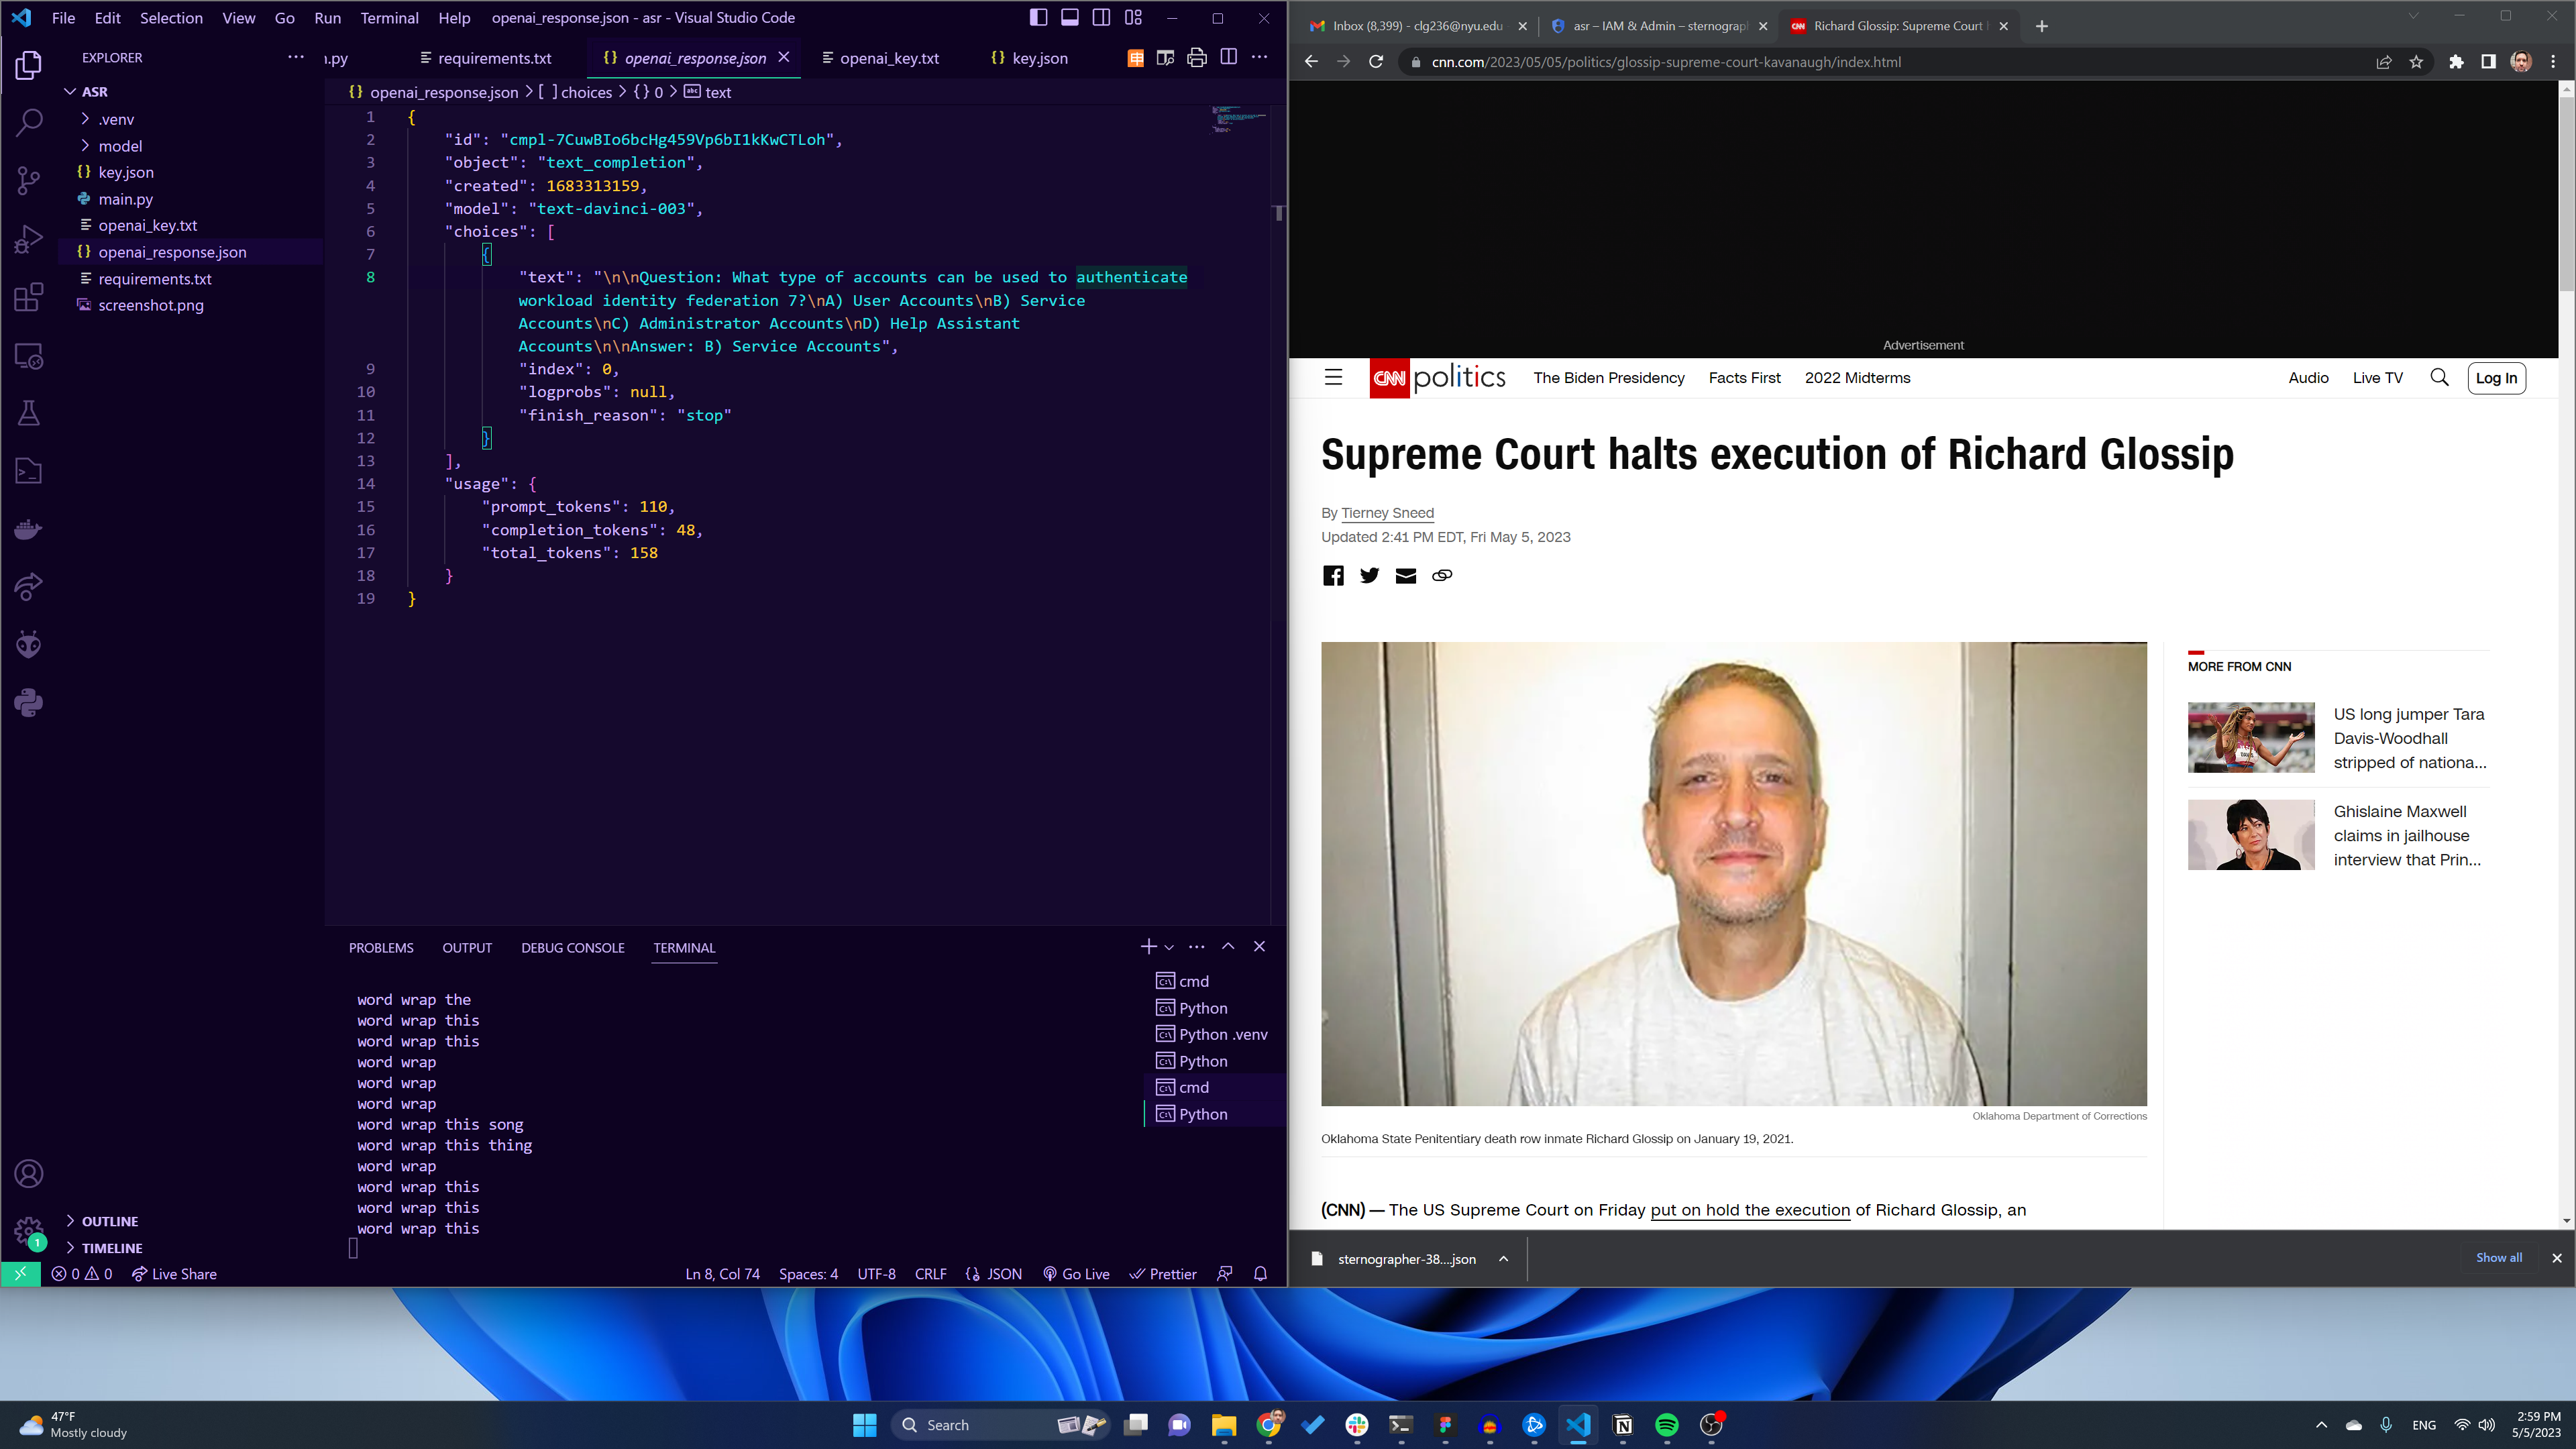 File Edit Selection View Go Run Terminal Help openai_response.json - asr - Visual Studio Code
EXPLORER
ASR
.venv
model
key.json
main.py
openai_key.txt
openai_response.json
requirements.txt
screenshot.png
OUTLINE
TIMELINE
1
n.py requirements.txt openai_response.json openai_key.txt key.json
openai_response.json > [ ] choices > { } 0 > abc text
1 {
2 "id": "cmpl-7CuwBIo6bcHg459Vp6bI1kKwCTLoh",
3 "object": "text_completion",
4 "created": 1683313159,
5 "model": "text-davinci-003",
6 "choices": [
7 {
8 "text": "\n\nQuestion: What type of accounts can be used to authenticate
workload identity federation 7?\nA) User Accounts\nB) Service
Accounts\nC) Administrator Accounts\nD) Help Assistant
Accounts\n\nAnswer: B) Service Accounts",
9 "index": 0,
10 "logprobs": null,
11 "finish_reason": "stop"
12 }
13 ],
14 "usage": {
15 "prompt_tokens": 110,
16 "completion_tokens": 48,
17 "total_tokens": 158
18 }
19 }
PROBLEMS OUTPUT DEBUG CONSOLE TERMINAL
word wrap the
word wrap this
word wrap this
word wrap
word wrap
word wrap
word wrap this song
word wrap this thing
word wrap
word wrap this
word wrap this
word wrap this
cmd
Python
Python .venv
Python
cmd
Python
0 0 Live Share Ln 8, Col 74 Spaces: 4 UTF-8 CRLF {} JSON Go Live Prettier
Inbox (8,399) - clg236@nyu.edu asr – IAM & Admin – sternograph Richard Glossip: Supreme Court h
cnn.com/2023/05/05/politics/glossip-supreme-court-kavanaugh/index.html
Advertisement
CNN politics The Biden Presidency Facts First 2022 Midterms Audio Live TV Log In
Supreme Court halts execution of Richard Glossip
By Tierney Sneed
Updated 2:41 PM EDT, Fri May 5, 2023
Oklahoma Department of Corrections
Oklahoma State Penitentiary death row inmate Richard Glossip on January 19, 2021.
(CNN) — The US Supreme Court on Friday put on hold the execution of Richard Glossip, an
MORE FROM CNN
US long jumper Tara
Davis-Woodhall
stripped of nationa...
Ghislaine Maxwell
claims in jailhouse
interview that Prin...
sternographer-38....json Show all
47°F
Mostly cloudy
Search
ENG
2:59 PM
5/5/2023